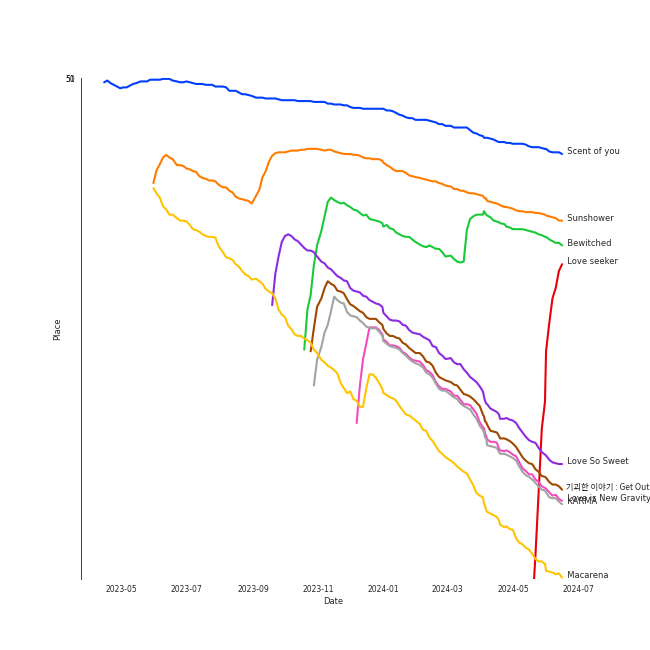 Scent of you
Sunshower
Bewitched
Love seeker
Place
Love So Sweet
기괴한 이야기 : Get Out
Love is New Gravity
KARMA
Macarena
2023-05
2023-07
2023-09
2023-11
2024-01
2024-03
2024-05
2024-07
Date